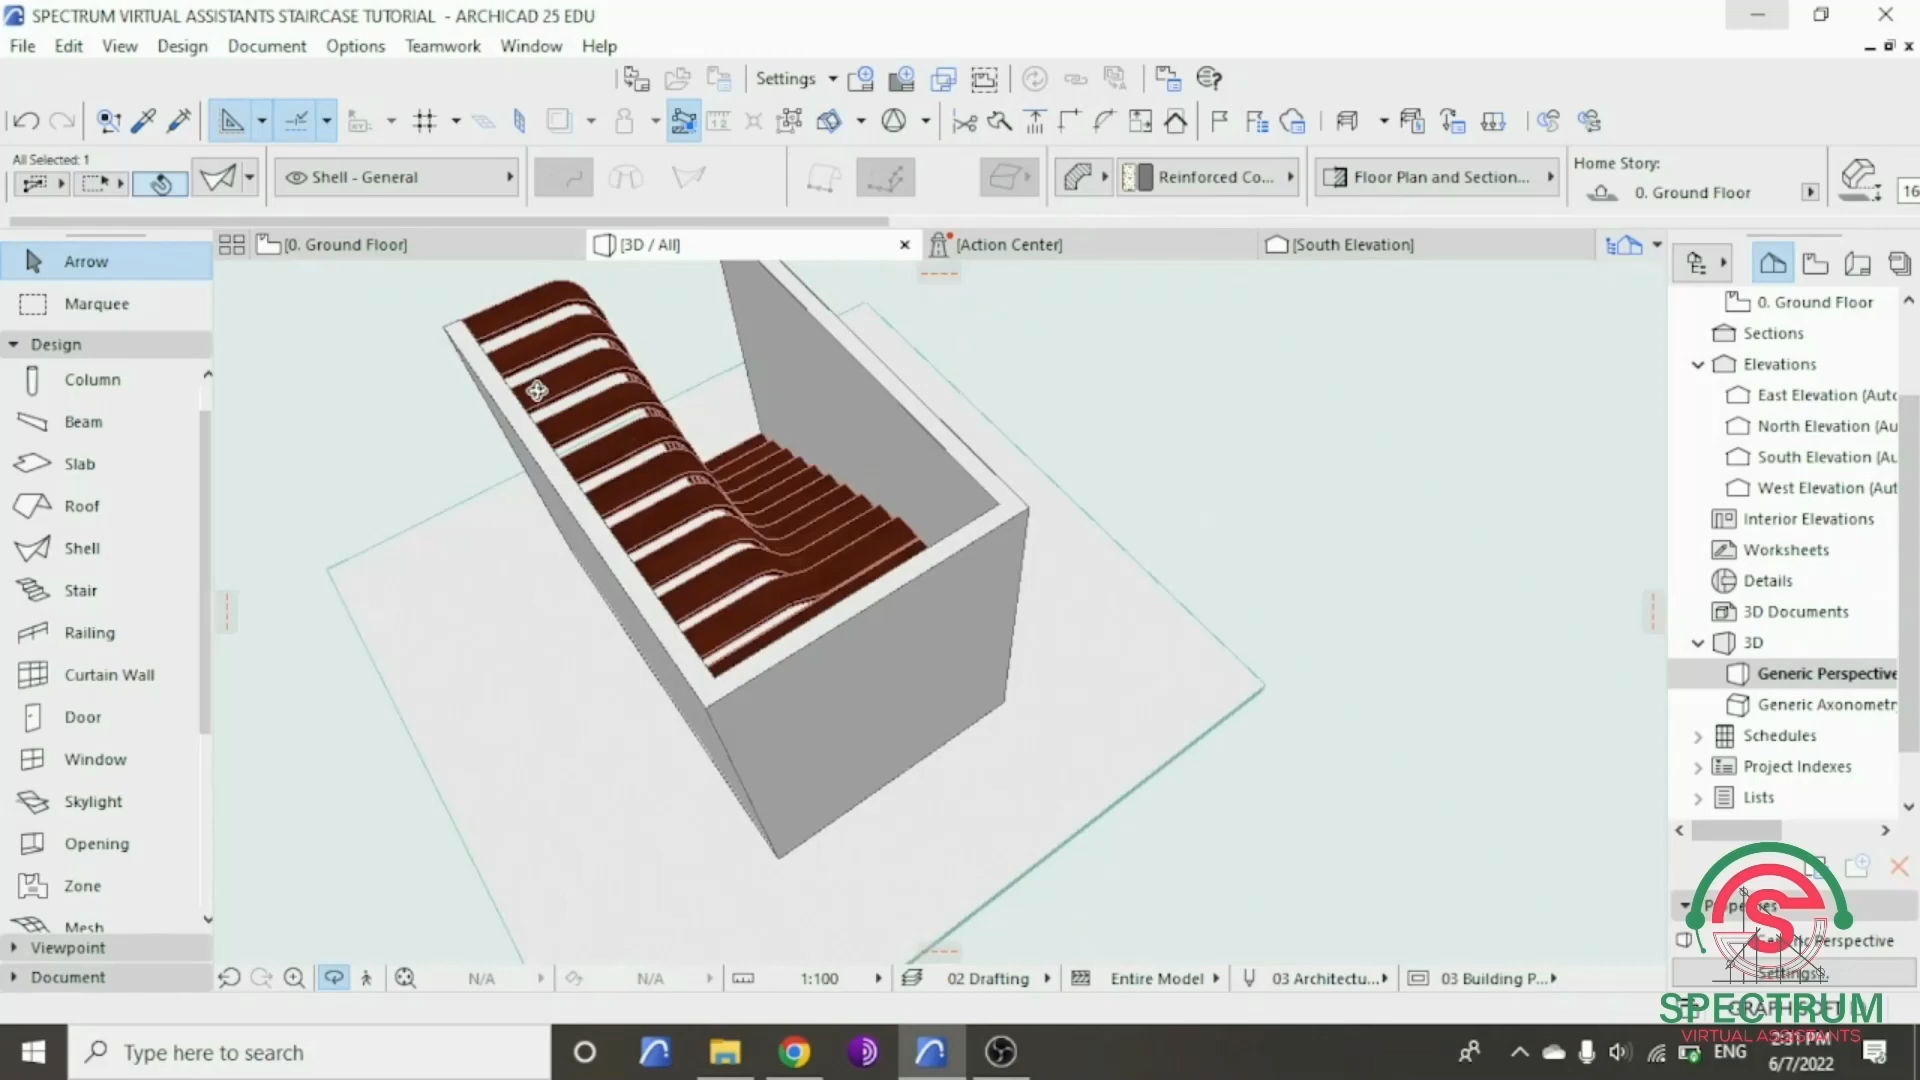 SPECTRUM VIRTUAL ASSISTANTS STAIRCASE TUTORIAL - ARCHICAD 25 EDU
File Edit View Design Document Options Teamwork Window Help
Settings
All Selected: 1
Shell - General
Reinforced Co...
Floor Plan and Section...
Home Story:
0. Ground Floor
16
[0. Ground Floor]
[3D / All]
[Action Center]
[South Elevation]
Arrow
Marquee
Design
Column
Beam
Slab
Roof
Shell
Stair
Railing
Curtain Wall
Door
Window
Skylight
Opening
Zone
Mesh
Viewpoint
Document
0. Ground Floor
Sections
Elevations
East Elevation (Auto
North Elevation (Au
South Elevation (Au
West Elevation (Aut
Interior Elevations
Worksheets
Details
3D Documents
3D
Generic Perspective
Generic Axonometr
Schedules
Project Indexes
Lists
Properties
Perspective
Settings...
N/A
N/A
1:100
02 Drafting
Entire Model
03 Architectu...
03 Building P...
S
SPECTRUM
VIRTUAL ASSISTANTS
Type here to search
ENG
2:31 PM
6/7/2022